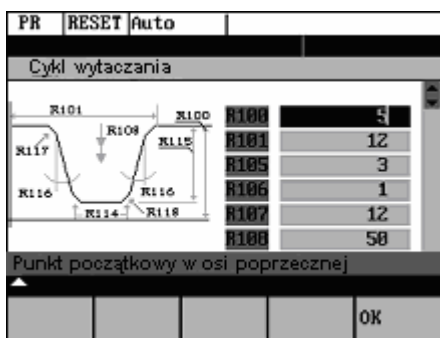 PR RESET Auto
Cykl wytaczania
R101
R100
R108
R115
R117
R116
R116
R114
R118
R100 5
R101 12
R105 3
R106 1
R107 12
R108 50
Punkt początkowy w osi poprzecznej
OK